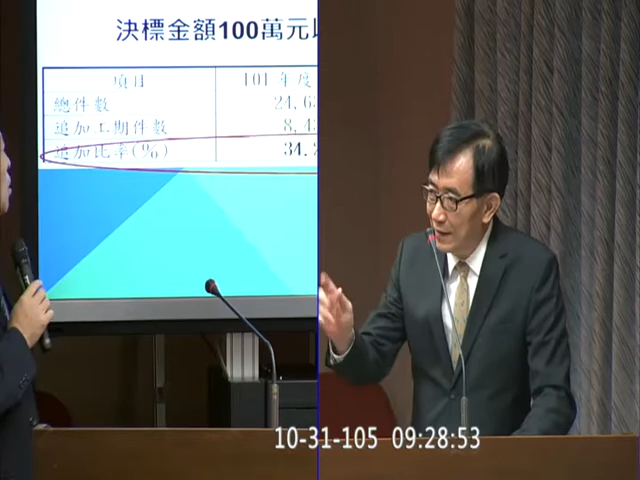 決標金額100萬元以
項目 101年度
總件數 24,6
追加工期件數 8,4
追加比率(%) 34.
10-31-105 09:28:53